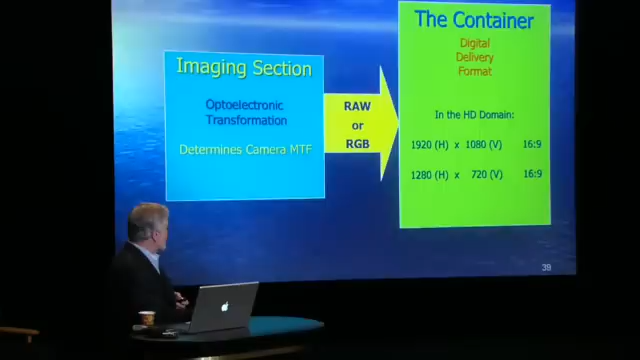 Imaging Section
Optoelectronic
Transformation
Determines Camera MTF
RAW
or
RGB
The Container
Digital
Delivery
Format
In the HD Domain:
1920 (H) x 1080 (V) 16:9
1280 (H) x 720 (V) 16:9
38